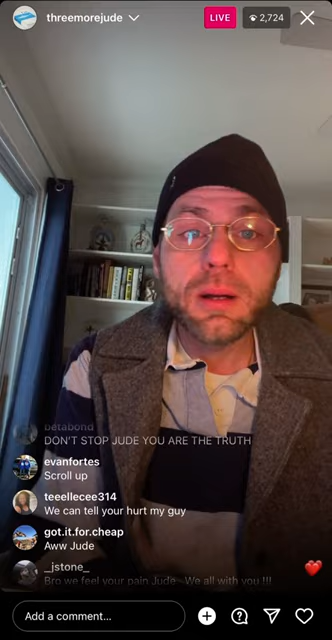 threemorejude
LIVE
2,724
betabond
DON'T STOP JUDE YOU ARE THE TRUTH
evanfortes
Scroll up
teeellecee314
We can tell your hurt my guy
got.it.for.cheap
Aww Jude
_jstone_
Bro we feel your pain Jude. We all with you !!!
Add a comment...